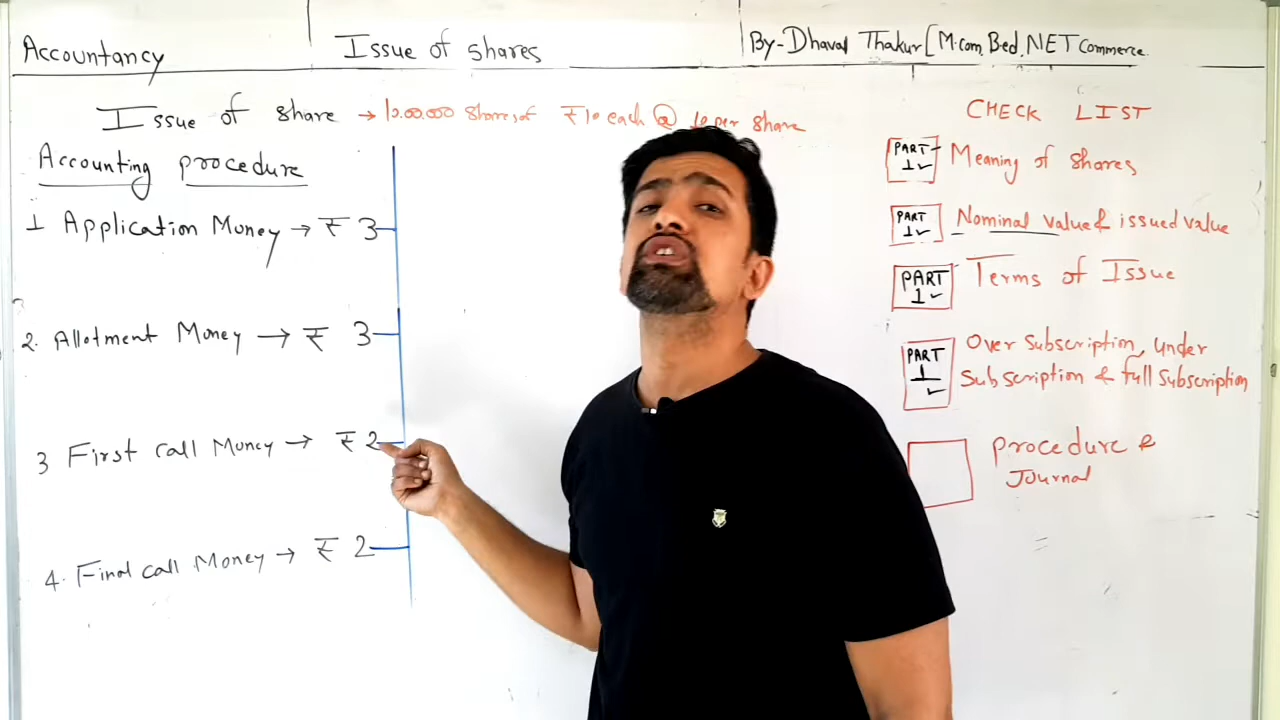 Accountancy
Issue of shares
By-Dhaval Thakur [M.com, B.ed, NET Commerce
Issue of share → 10,00,000 shares of ₹10 each @ 10 per share
Accounting procedure
1 Application Money → ₹ 3
2. Allotment Money → ₹ 3
3 First call Money → ₹ 2
4. Final call Money → ₹ 2
CHECK LIST
PART 1 ✓ Meaning of shares
PART 1 ✓ Nominal value & issued value
PART 1 ✓ Terms of Issue
PART 1 ✓ Over subscription, under
subscription & full subscription
procedure &
Journal